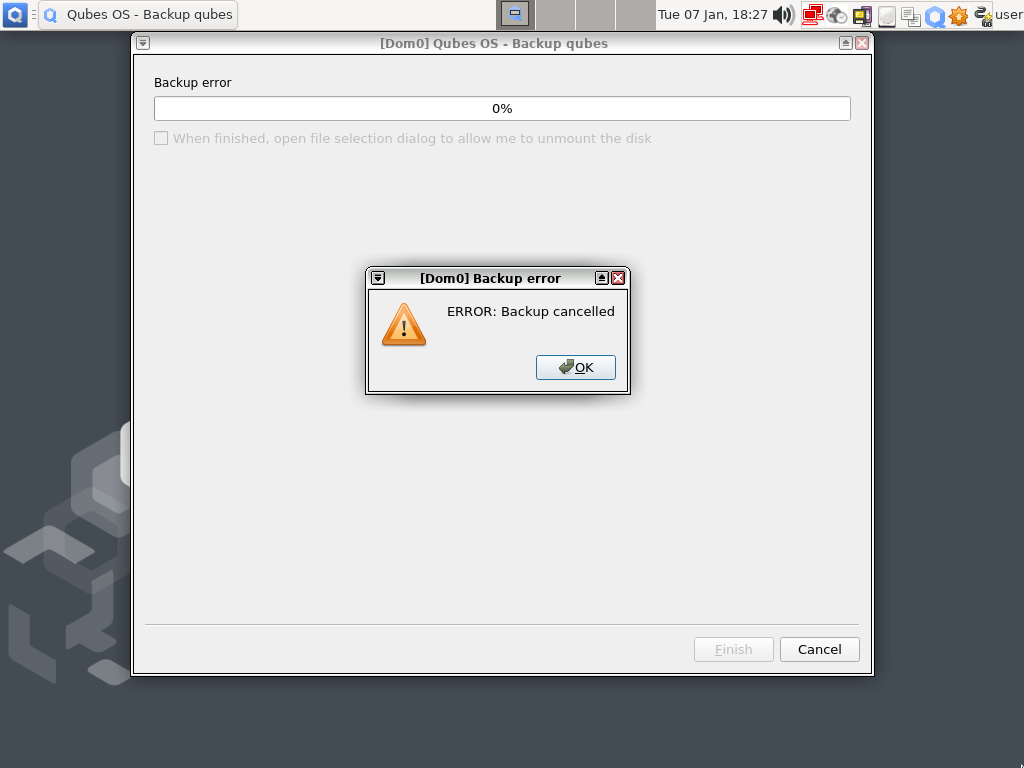 Qubes OS - Backup qubes
Tue 07 Jan, 18:27
user
[Dom0] Qubes OS - Backup qubes
Backup error
0%
When finished, open file selection dialog to allow me to unmount the disk
[Dom0] Backup error
ERROR: Backup cancelled
OK
Finish
Cancel